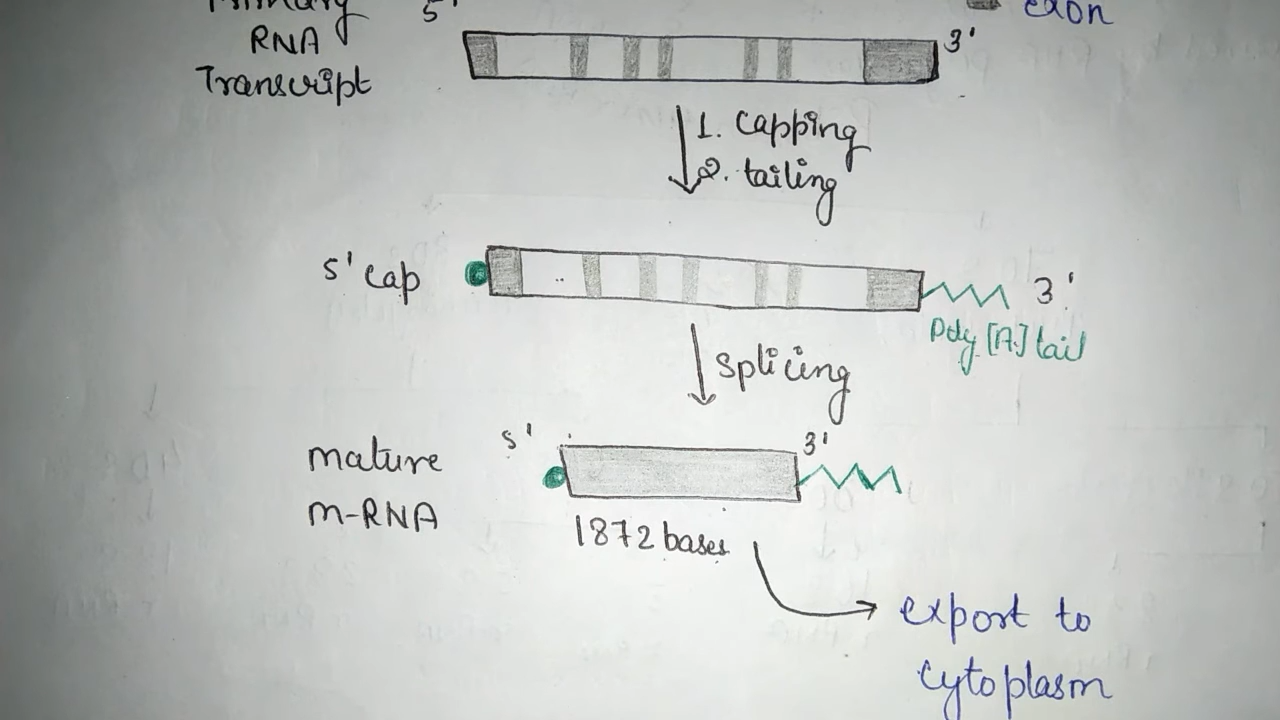 Primary
RNA
Transcript
5'
3'
exon
1. Capping
2. tailing
5' cap
3'
Poly [A] tail
Splicing
mature
m-RNA
5'
3'
1872 bases
export to
cytoplasm